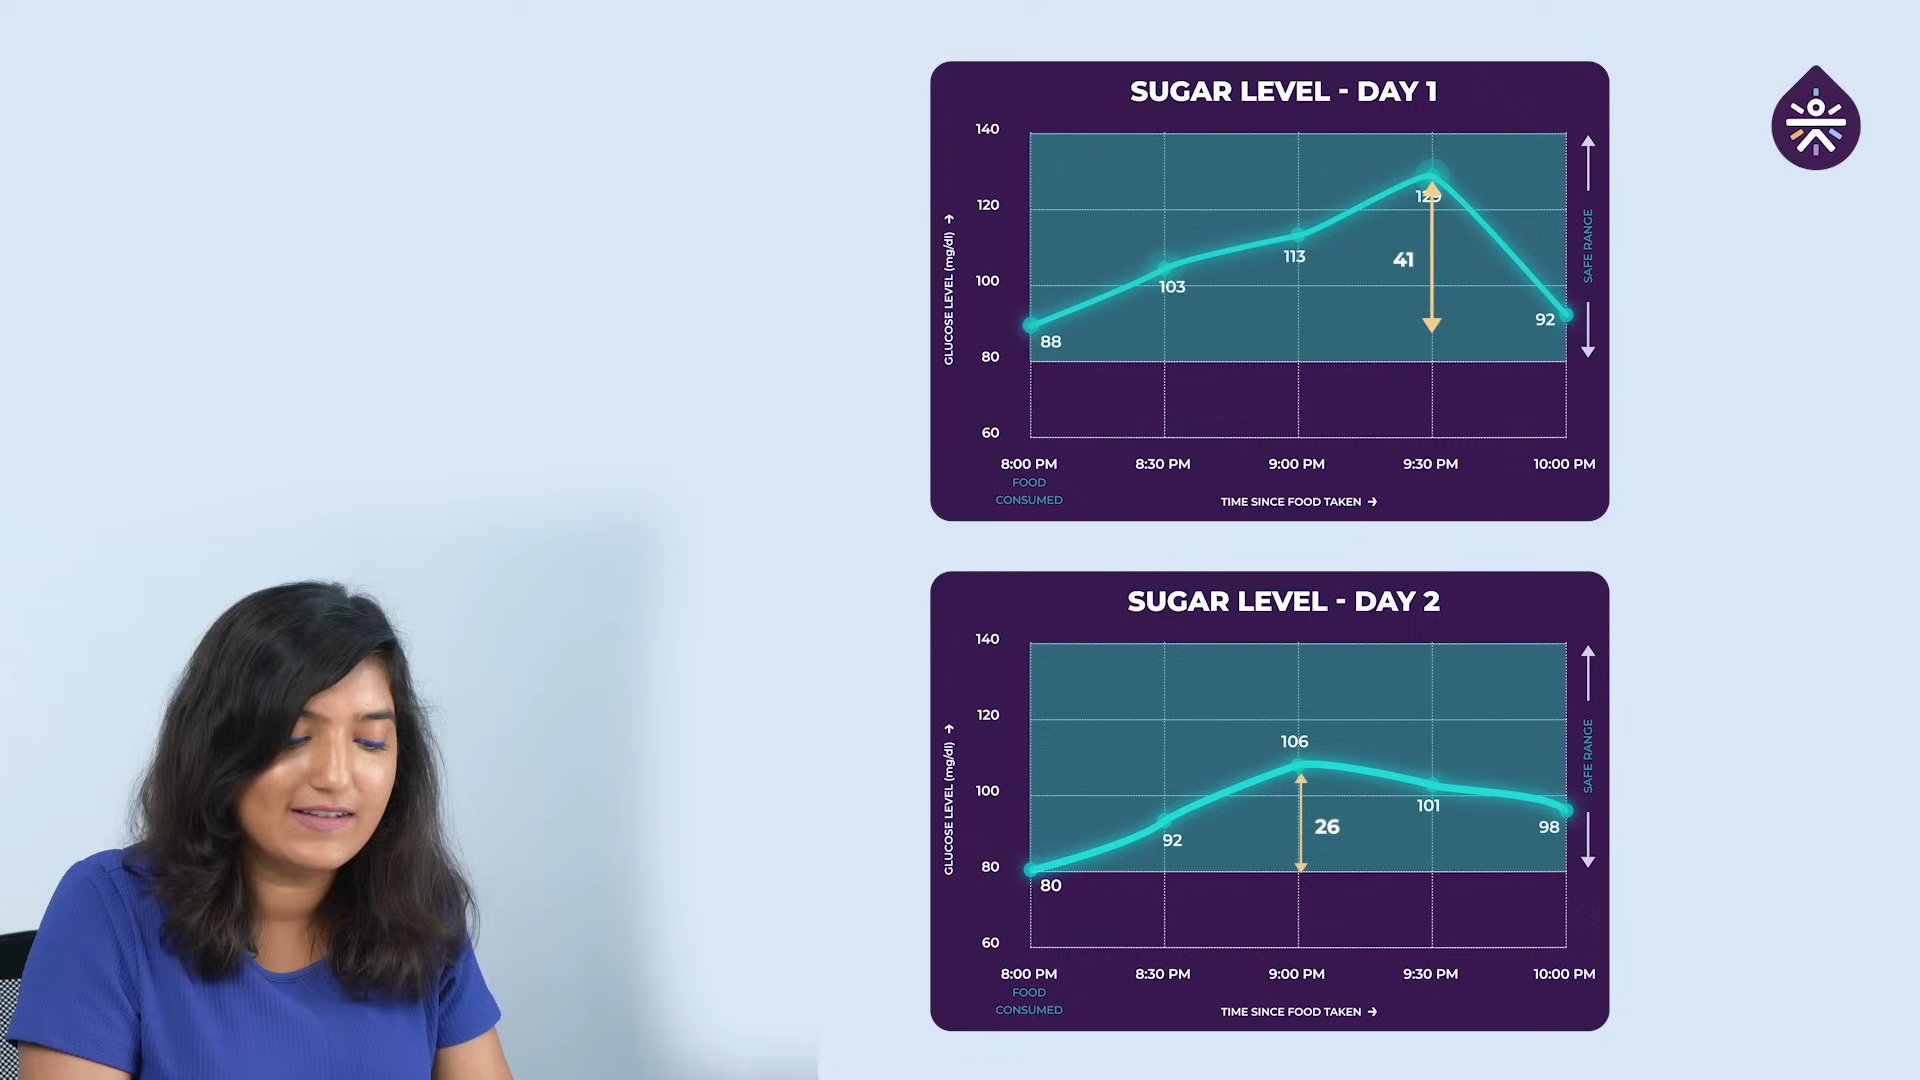 SUGAR LEVEL - DAY 1
140
120
100
80
60
GLUCOSE LEVEL (mg/dl) →
88
103
113
129
41
92
SAFE RANGE
8:00 PM 8:30 PM 9:00 PM 9:30 PM 10:00 PM
FOOD
CONSUMED
TIME SINCE FOOD TAKEN →
SUGAR LEVEL - DAY 2
140
120
100
80
60
GLUCOSE LEVEL (mg/dl) →
80
92
106
26
101
98
SAFE RANGE
8:00 PM 8:30 PM 9:00 PM 9:30 PM 10:00 PM
FOOD
CONSUMED
TIME SINCE FOOD TAKEN →